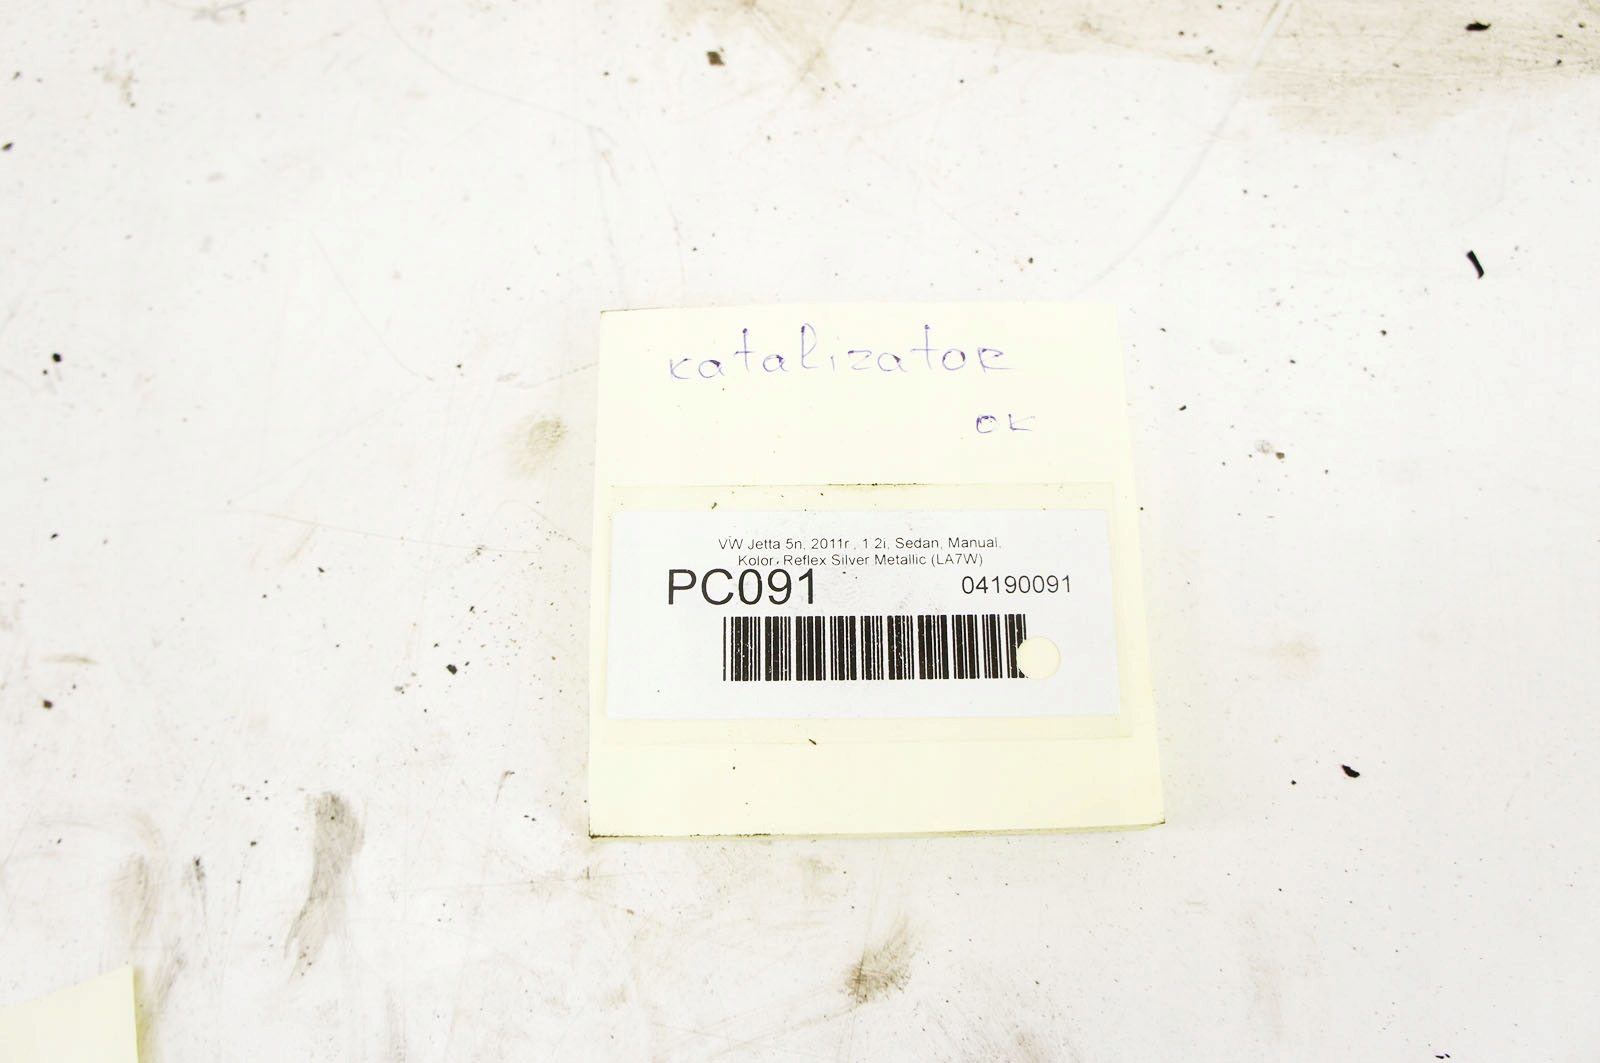 katalizator
OK
VW Jetta 5n, 2011r , 1.2i, Sedan, Manual,
Kolor: Reflex Silver Metallic (LA7W)
PC091 04190091